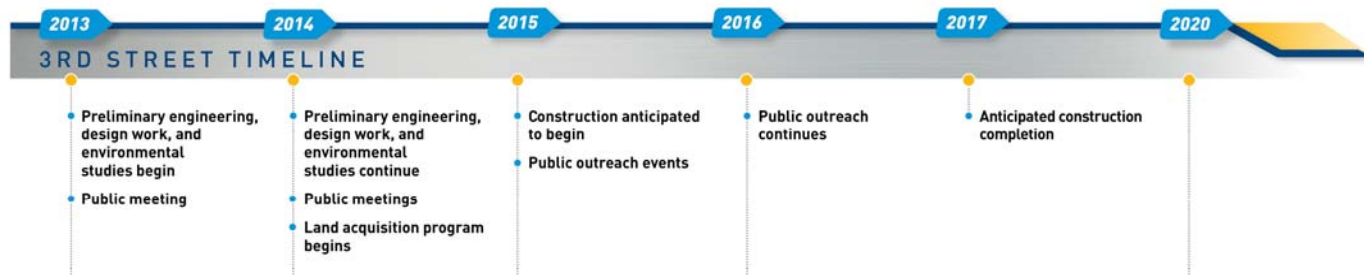 2013
2014
2015
2016
2017
2020
3RD STREET TIMELINE
Preliminary engineering,
design work, and
environmental
studies begin
Public meeting
Preliminary engineering,
design work, and
environmental
studies continue
Public meetings
Land acquisition program
begins
Construction anticipated
to begin
Public outreach events
Public outreach
continues
Anticipated construction
completion